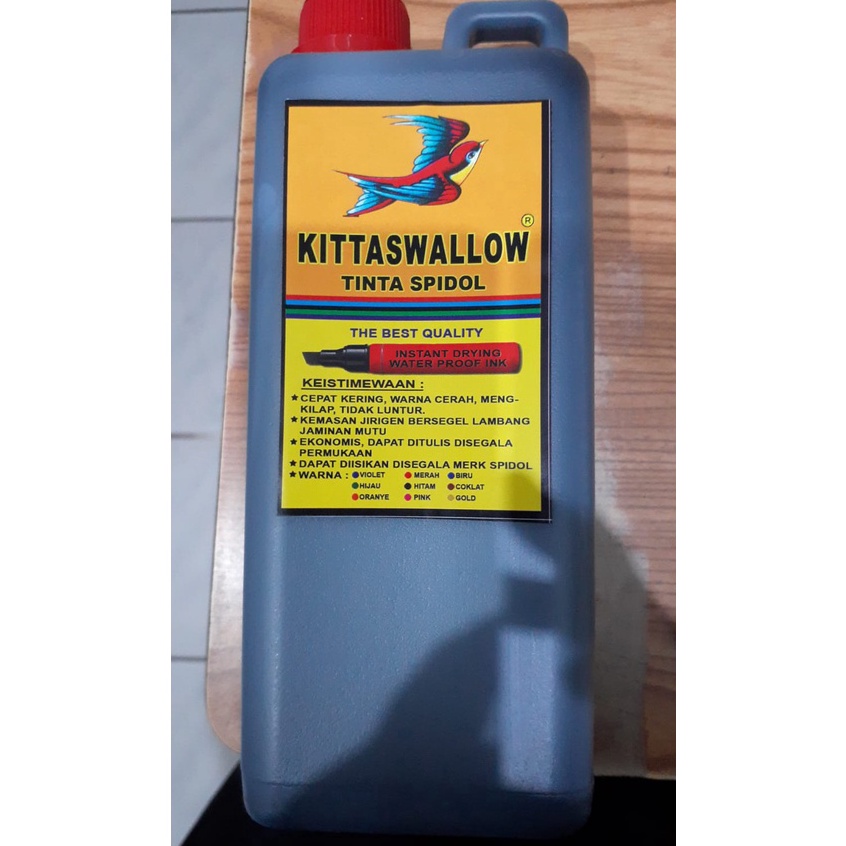 ®
KITTASWALLOW
TINTA SPIDOL
THE BEST QUALITY
INSTANT DRYING
WATER PROOF INK
KEISTIMEWAAN :
★ CEPAT KERING, WARNA CERAH, MENG-
KILAP, TIDAK LUNTUR.
★ KEMASAN JIRIGEN BERSEGEL LAMBANG
JAMINAN MUTU
★ EKONOMIS, DAPAT DITULIS DISEGALA
PERMUKAAN
★ DAPAT DIISIKAN DISEGALA MERK SPIDOL
★ WARNA : VIOLET MERAH BIRU
HIJAU HITAM COKLAT
ORANYE PINK GOLD